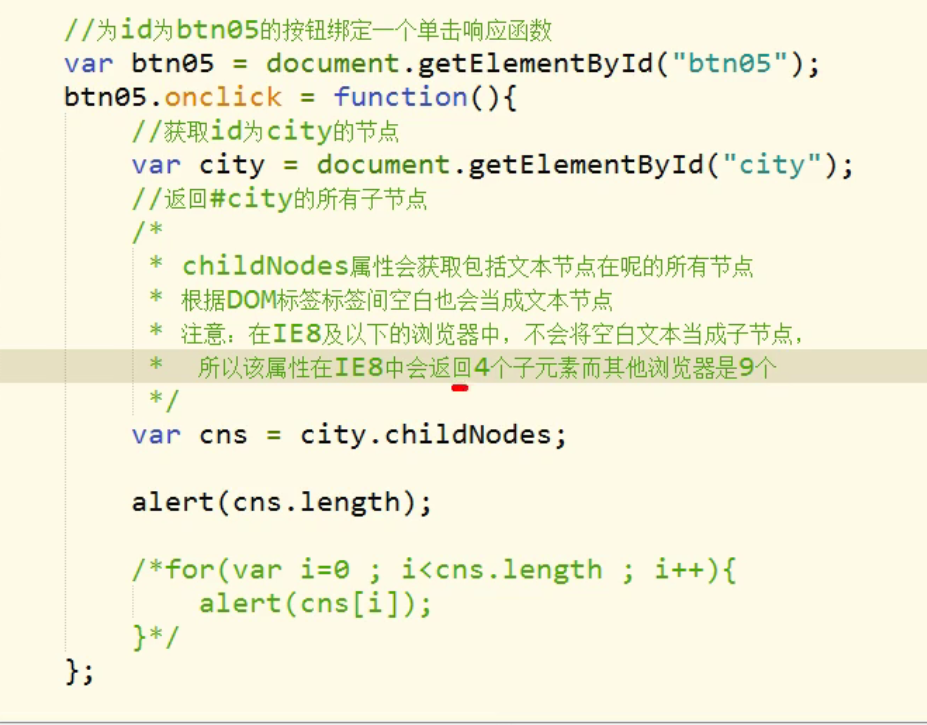 //为id为btn05的按钮绑定一个单击响应函数
var btn05 = document.getElementById("btn05");
btn05.onclick = function(){
//获取id为city的节点
var city = document.getElementById("city");
//返回#city的所有子节点
/*
* childNodes属性会获取包括文本节点在呢的所有节点
* 根据DOM标签标签间空白也会当成文本节点
* 注意：在IE8及以下的浏览器中，不会将空白文本当成子节点，
* 所以该属性在IE8中会返回4个子元素而其他浏览器是9个
*/
var cns = city.childNodes;
alert(cns.length);
/*for(var i=0 ; i<cns.length ; i++){
alert(cns[i]);
}*/
};